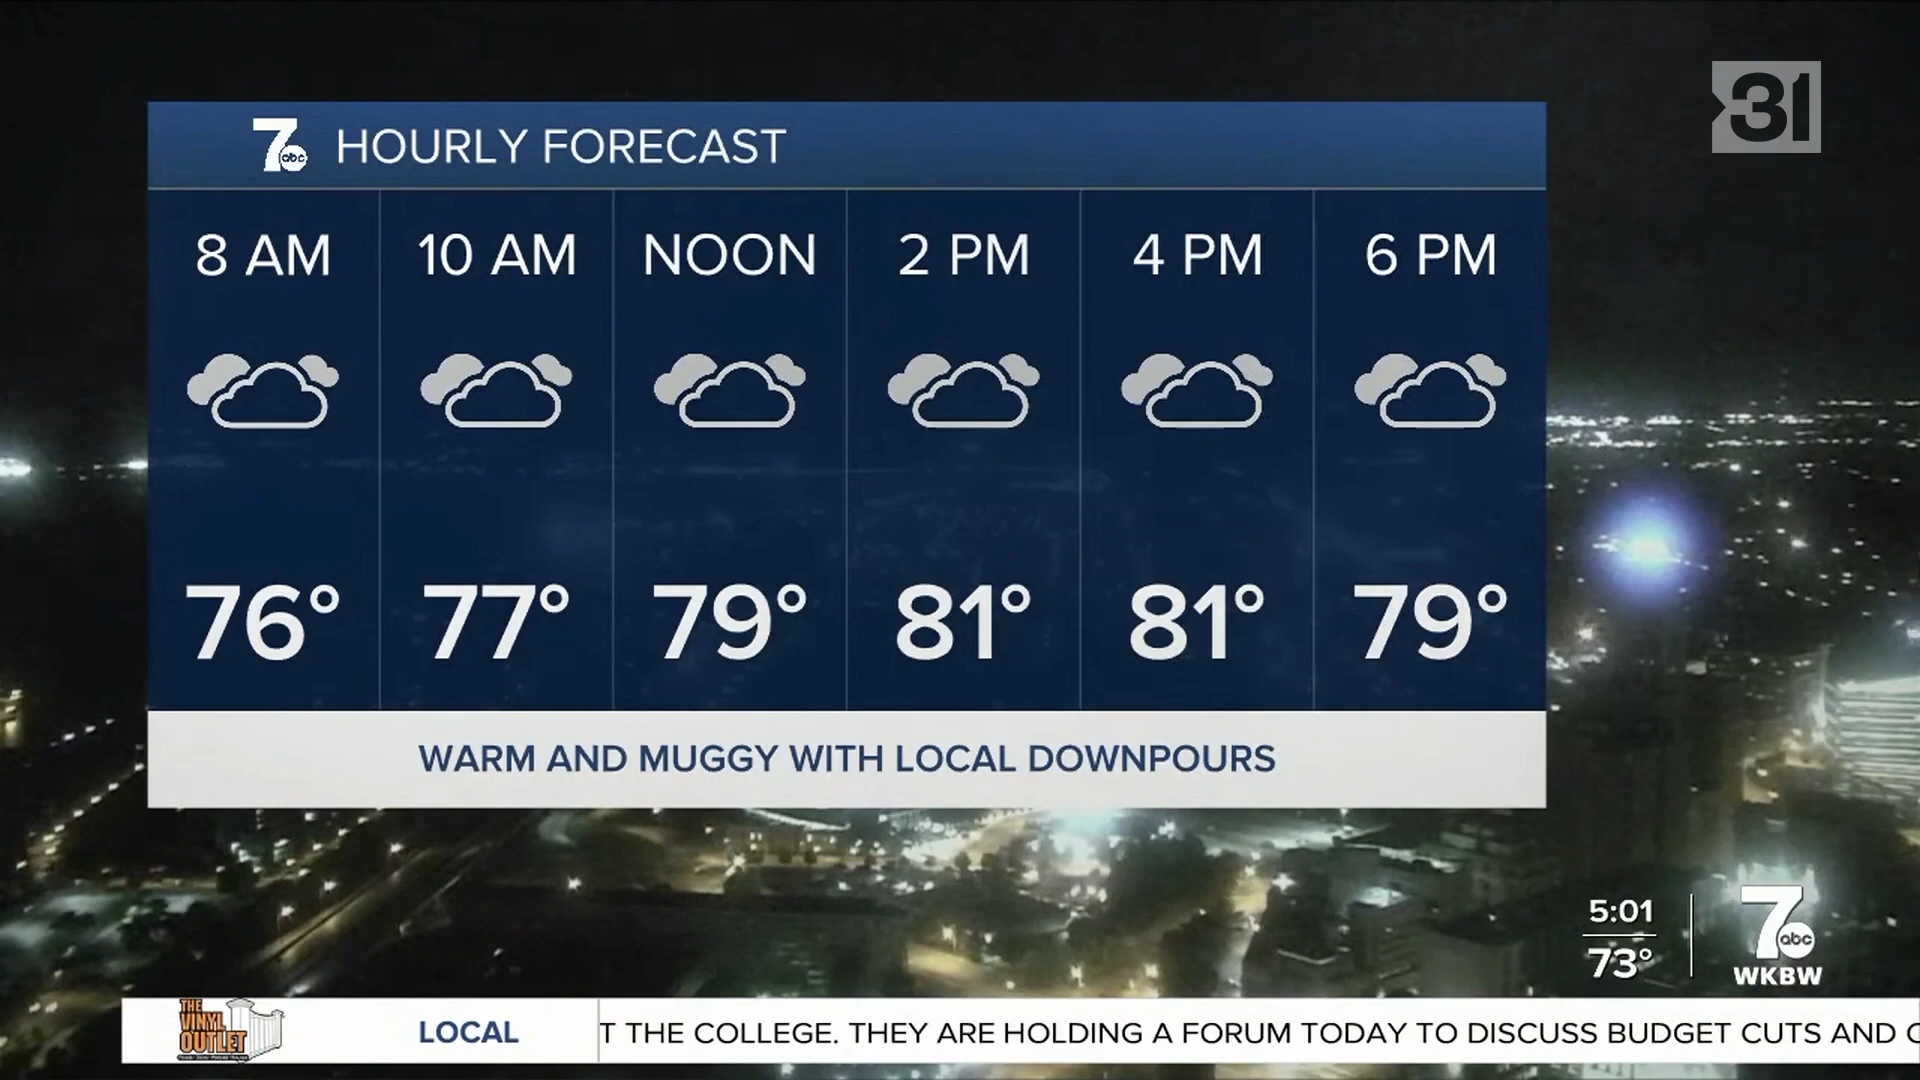 31
7 abc HOURLY FORECAST
8 AM 10 AM NOON 2 PM 4 PM 6 PM
76° 77° 79° 81° 81° 79°
WARM AND MUGGY WITH LOCAL DOWNPOURS
5:01
73°
7 abc
WKBW
THE
VINYL
OUTLET
LOCAL
T THE COLLEGE. THEY ARE HOLDING A FORUM TODAY TO DISCUSS BUDGET CUTS AND